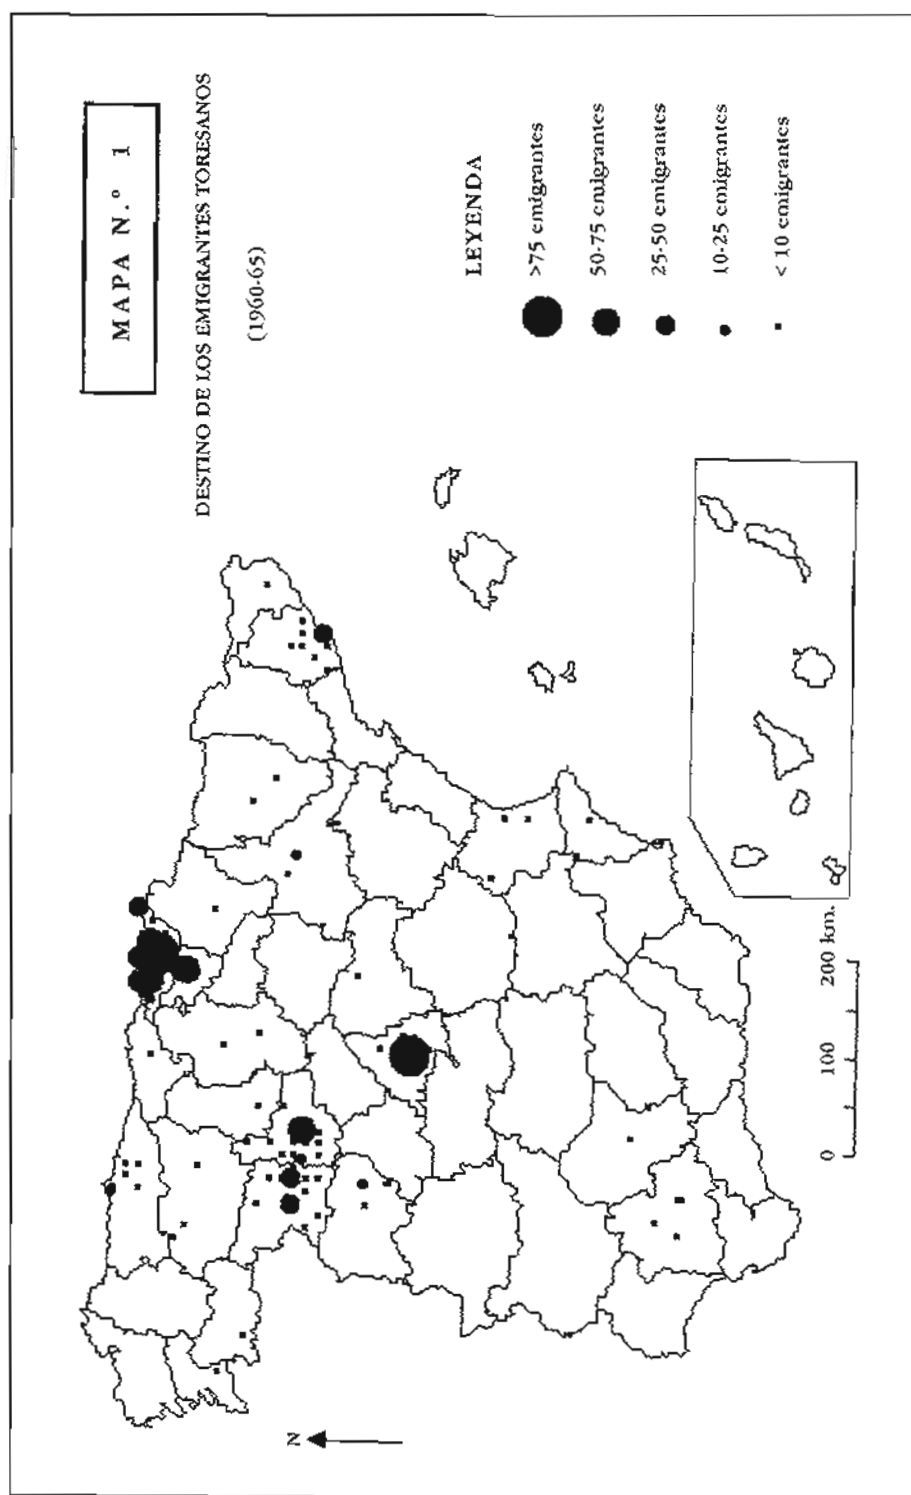 MAPA N.º 1
DESTINO DE LOS EMIGRANTES TORESANOS
(1960-65)
LEYENDA
>75 emigrantes
50-75 emigrantes
25-50 emigrantes
10-25 emigrantes
< 10 emigrantes
N
0 100 200 km.